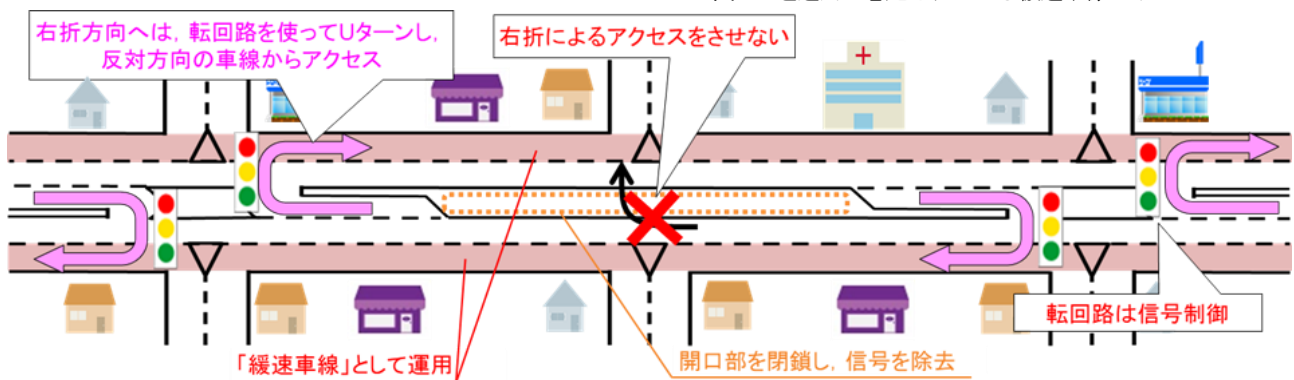 右折方向へは，転回路を使ってUターンし，
反対方向の車線からアクセス
右折によるアクセスをさせない
転回路は信号制御
「緩速車線」として運用
開口部を閉鎖し，信号を除去